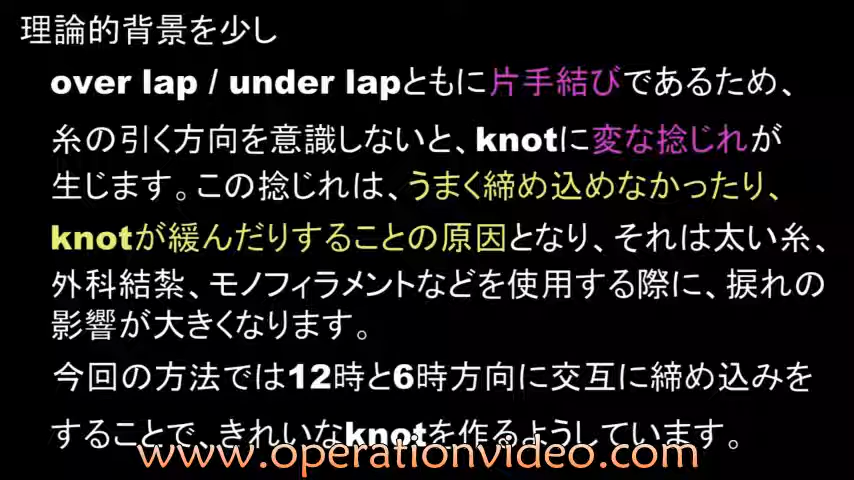 理論的背景を少し
over lap / under lapともに片手結びであるため、
糸の引く方向を意識しないと、knotに変な捻じれが
生じます。この捻じれは、うまく締め込めなかったり、
knotが緩んだりすることの原因となり、それは太い糸、
外科結紮、モノフィラメントなどを使用する際に、捩れの
影響が大きくなります。
今回の方法では12時と6時方向に交互に締め込みを
することで、きれいなknotを作るようしています。
www.operationvideo.com